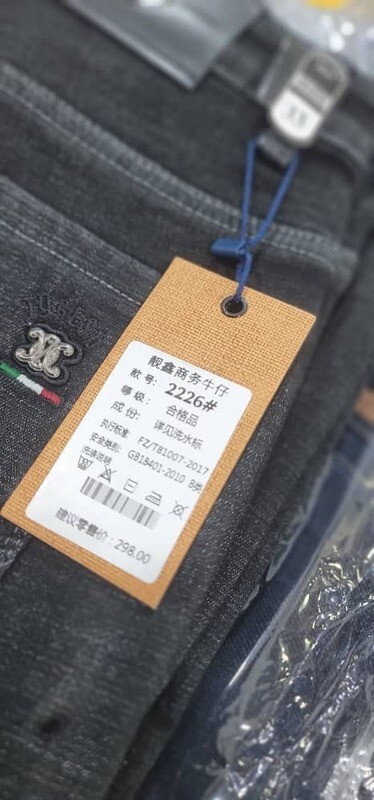 33
靓鑫商务牛仔
款号: 2226#
等级: 合格品
成份: 详见洗水标
执行标准: FZ/T81007-2017
安全类别: GB18401-2010 B类
洗涤说明:
建议零售价:298.00